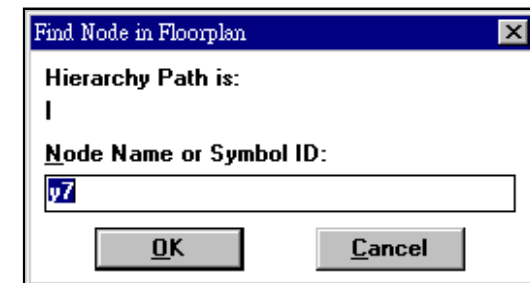 Find Node in Floorplan
Hierarchy Path is:
|
Node Name or Symbol ID:
y7
OK
Cancel